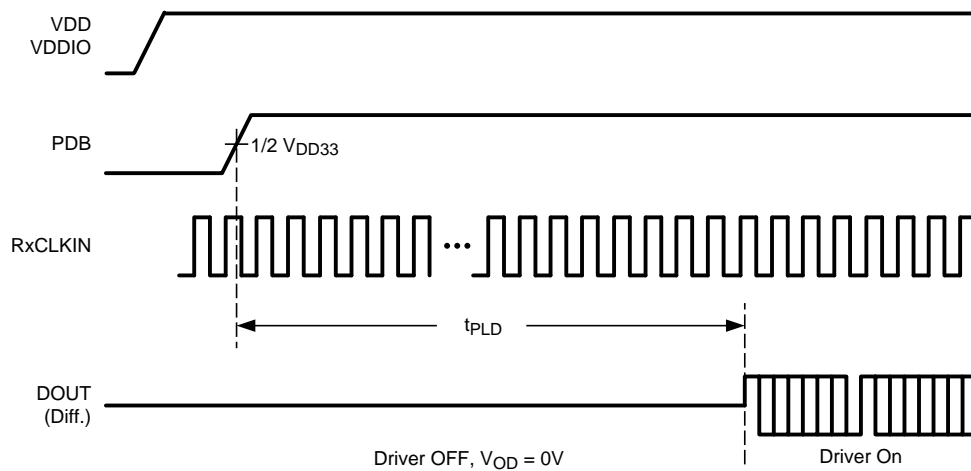 VDD
VDDIO
PDB
1/2 VDD33
RxCLKIN
tPLD
DOUT
(Diff.)
Driver OFF, VOD = 0V
Driver On